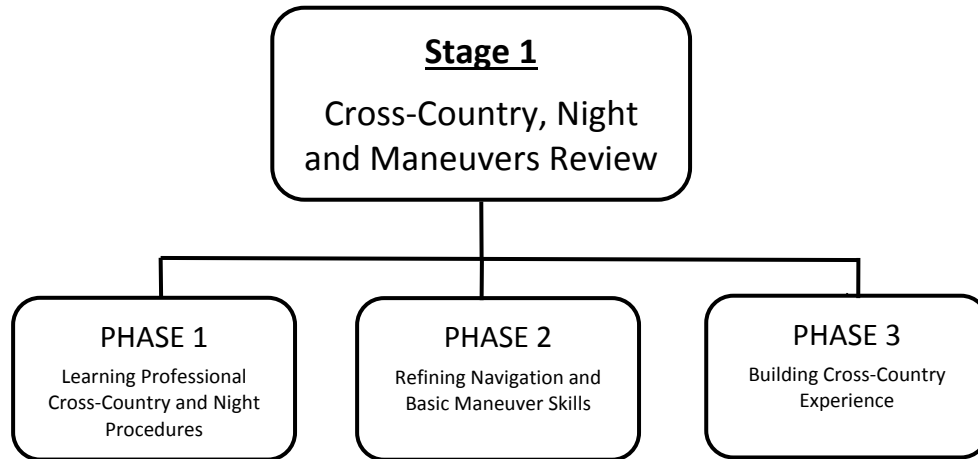 Stage 1
Cross-Country, Night
and Maneuvers Review
PHASE 1
Learning Professional
Cross-Country and Night
Procedures
PHASE 2
Refining Navigation and
Basic Maneuver Skills
PHASE 3
Building Cross-Country
Experience